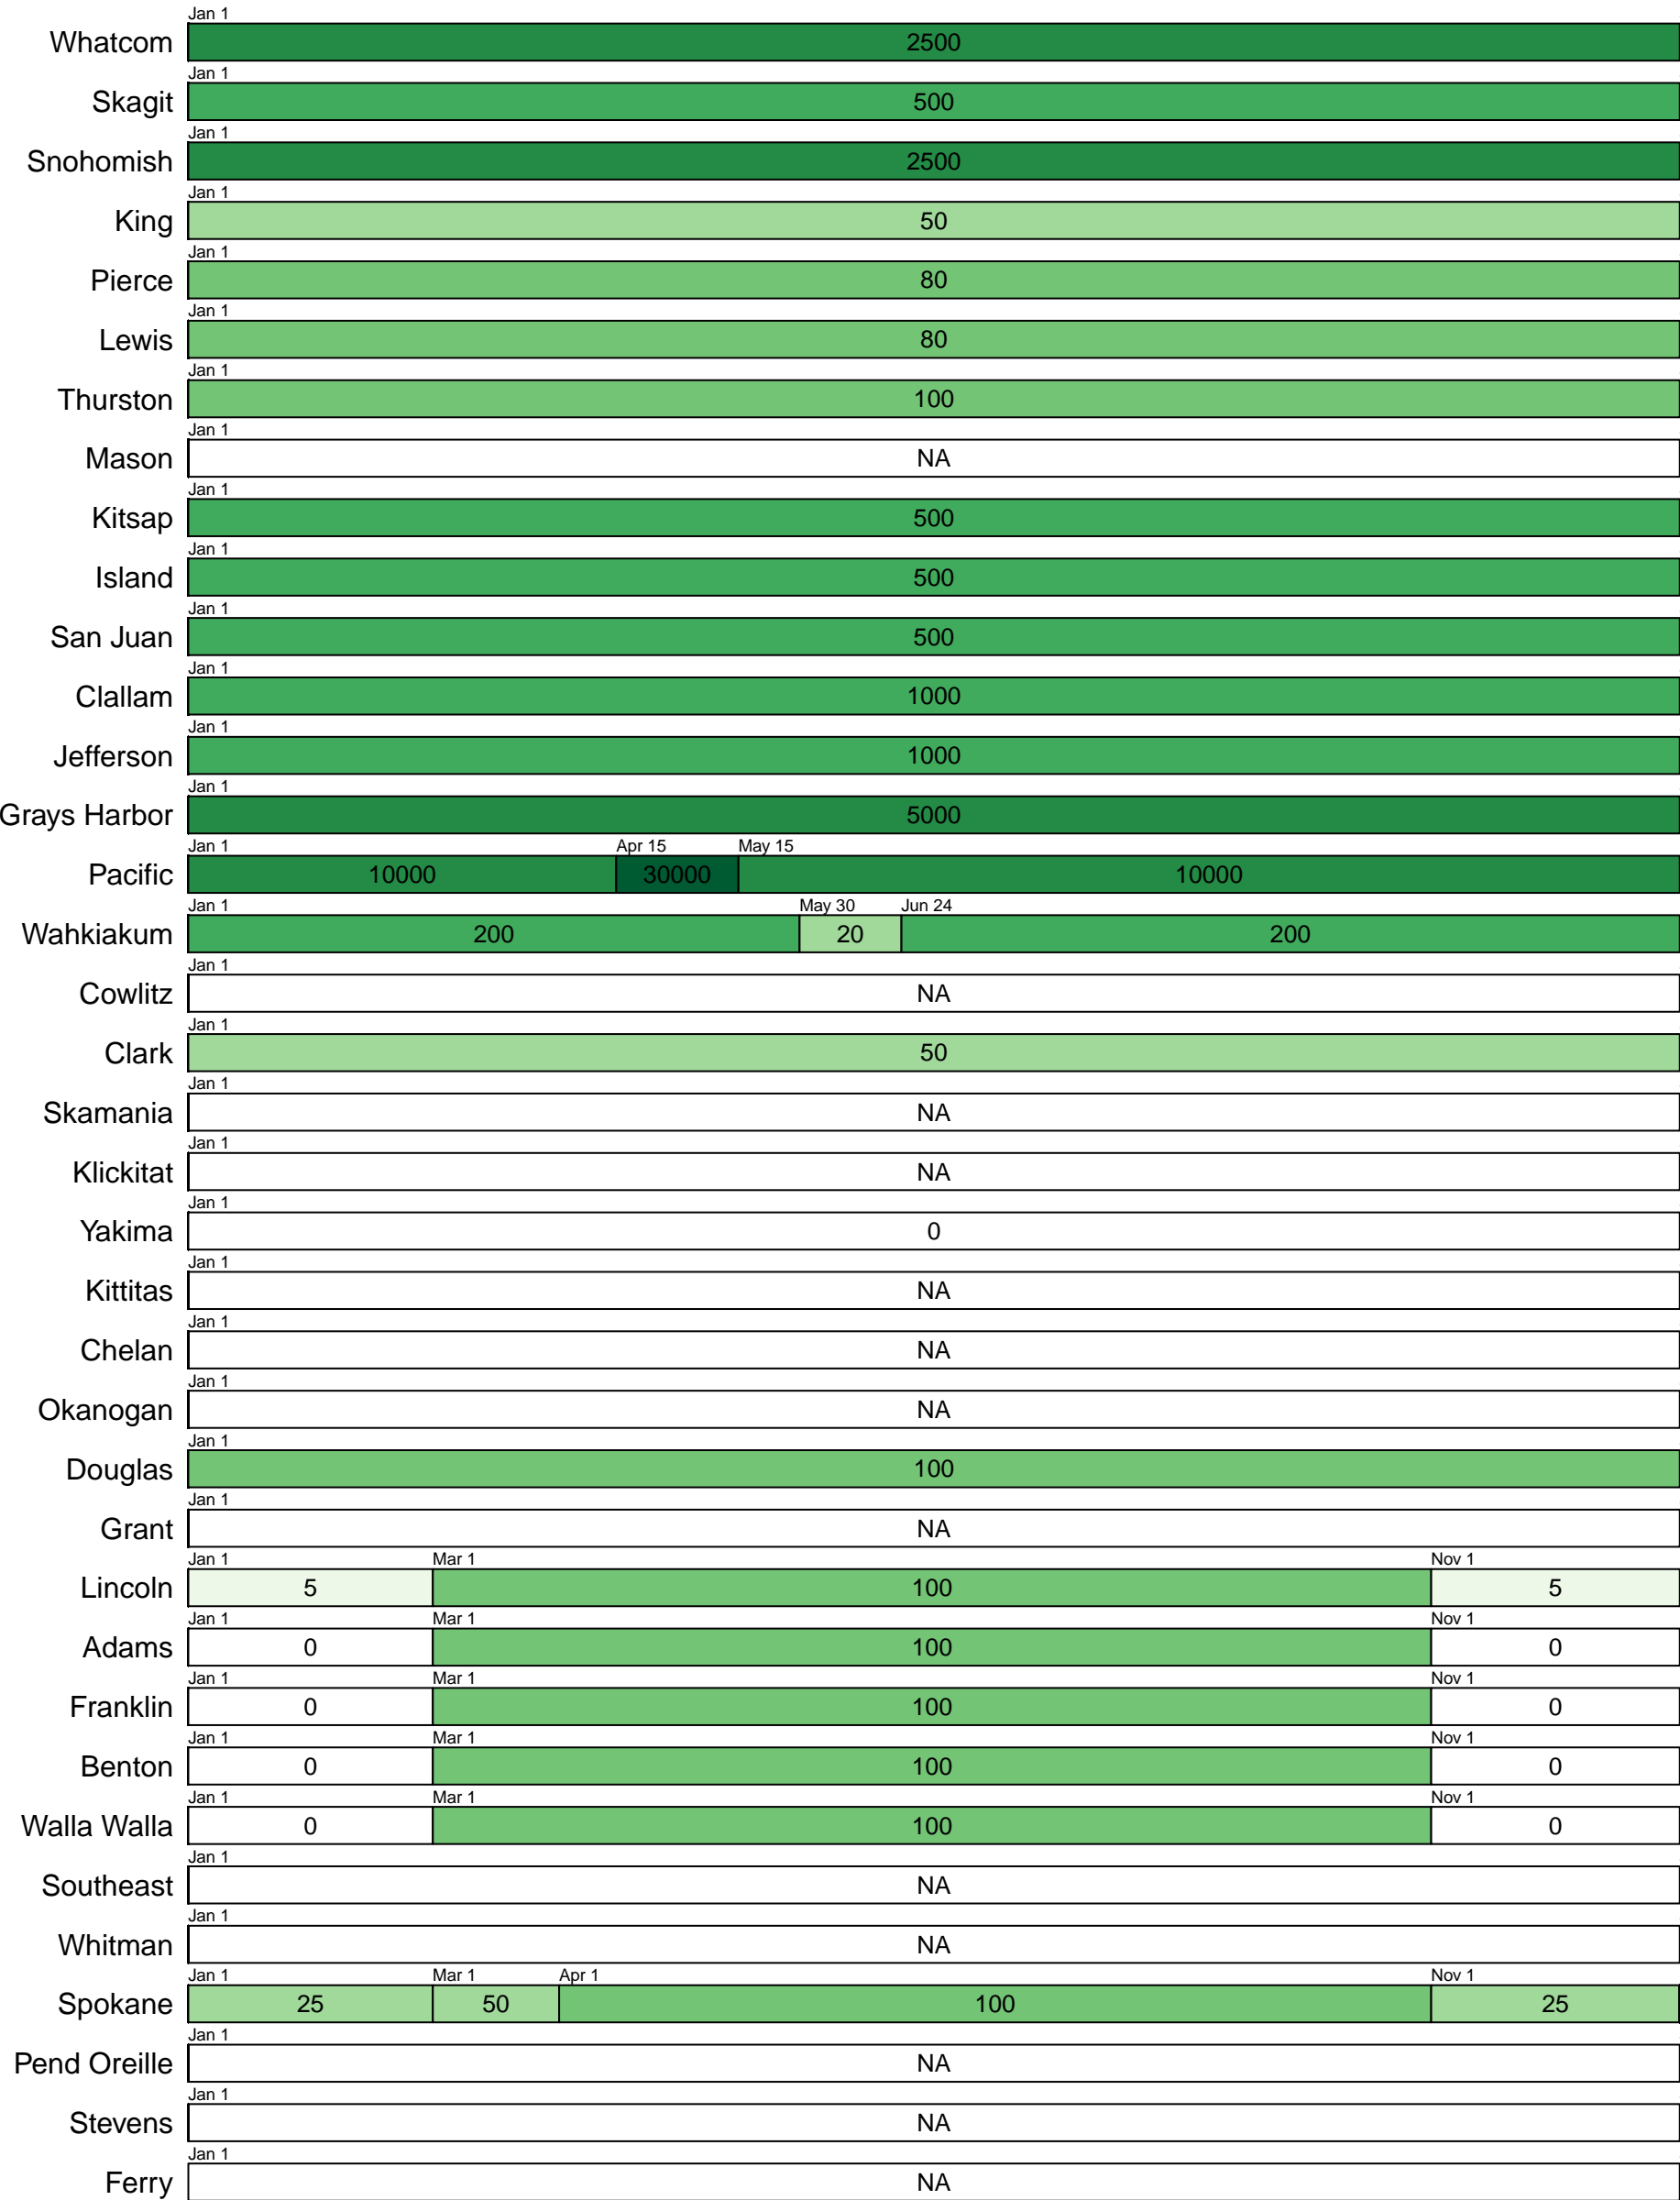 Jan 1
Whatcom 2500
Jan 1
Skagit 500
Jan 1
Snohomish 2500
Jan 1
King 50
Jan 1
Pierce 80
Jan 1
Lewis 80
Jan 1
Thurston 100
Jan 1
Mason NA
Jan 1
Kitsap 500
Jan 1
Island 500
Jan 1
San Juan 500
Jan 1
Clallam 1000
Jan 1
Jefferson 1000
Jan 1
Grays Harbor 5000
Jan 1 Apr 15 May 15
Pacific 10000 30000 10000
Jan 1 May 30 Jun 24
Wahkiakum 200 20 200
Jan 1
Cowlitz NA
Jan 1
Clark 50
Jan 1
Skamania NA
Jan 1
Klickitat NA
Jan 1
Yakima 0
Jan 1
Kittitas NA
Jan 1
Chelan NA
Jan 1
Okanogan NA
Jan 1
Douglas 100
Jan 1
Grant NA
Jan 1 Mar 1 Nov 1
Lincoln 5 100 5
Jan 1 Mar 1 Nov 1
Adams 0 100 0
Jan 1 Mar 1 Nov 1
Franklin 0 100 0
Jan 1 Mar 1 Nov 1
Benton 0 100 0
Jan 1 Mar 1 Nov 1
Walla Walla 0 100 0
Jan 1
Southeast NA
Jan 1
Whitman NA
Jan 1 Mar 1 Apr 1 Nov 1
Spokane 25 50 100 25
Jan 1
Pend Oreille NA
Jan 1
Stevens NA
Jan 1
Ferry NA